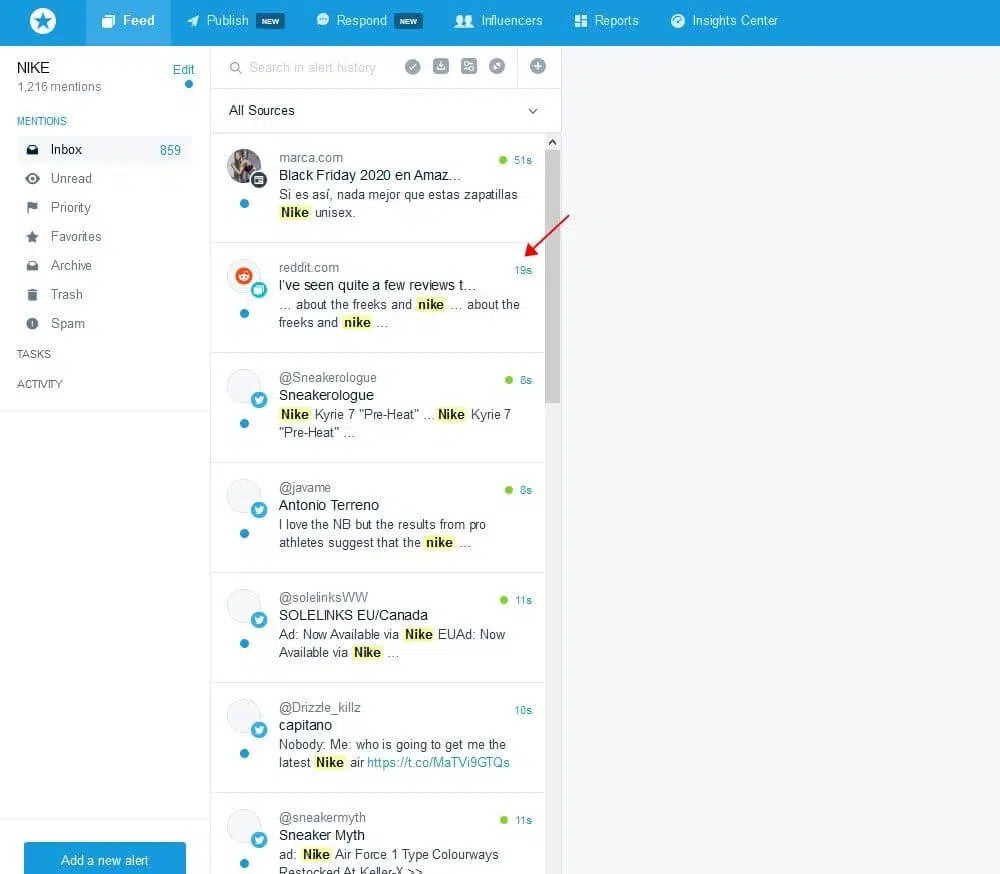 Feed
Publish NEW
Respond NEW
Influencers
Reports
Insights Center
NIKE
Edit
1,216 mentions
MENTIONS
Inbox 859
Unread
Priority
Favorites
Archive
Trash
Spam
TASKS
ACTIVITY
Add a new alert
Search in alert history
All Sources
marca.com 51s
Black Friday 2020 en Amaz...
Si es así, nada mejor que estas zapatillas
Nike unisex.
reddit.com 19s
I've seen quite a few reviews t...
... about the freeks and nike ... about the
freeks and nike ...
@Sneakerologue 8s
Sneakerologue
Nike Kyrie 7 "Pre-Heat" ... Nike Kyrie 7
"Pre-Heat" ...
@javame 8s
Antonio Terreno
I love the NB but the results from pro
athletes suggest that the nike ...
@solelinksWW 11s
SOLELINKS EU/Canada
Ad: Now Available via Nike EUAd: Now
Available via Nike ...
@Drizzle_killz 10s
capitano
Nobody: Me: who is going to get me the
latest Nike air https://t.co/MaTVi9GTQs
@sneakermyth 11s
Sneaker Myth
ad: Nike Air Force 1 Type Colourways
Restocked At Keller-X >>